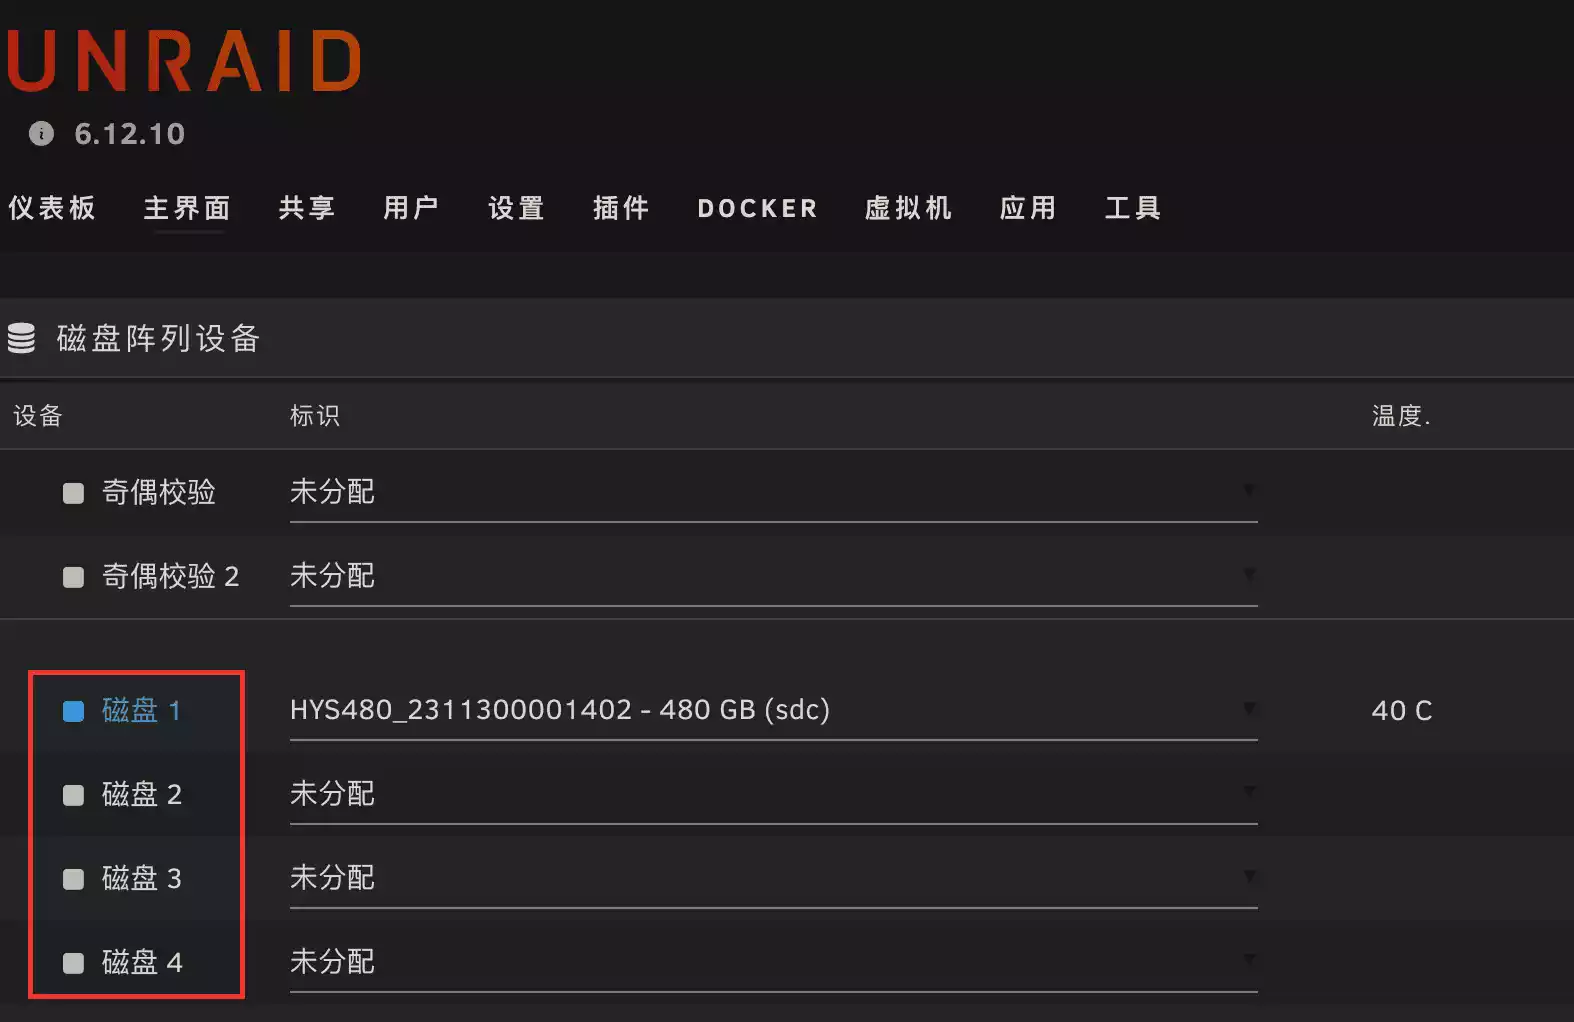 UNRAID
6.12.10
仪表板 主界面 共享 用户 设置 插件 DOCKER 虚拟机 应用 工具
磁盘阵列设备
设备 标识 温度.
奇偶校验 未分配
奇偶校验 2 未分配
磁盘 1 HYS480_2311300001402 - 480 GB (sdc) 40 C
磁盘 2 未分配
磁盘 3 未分配
磁盘 4 未分配